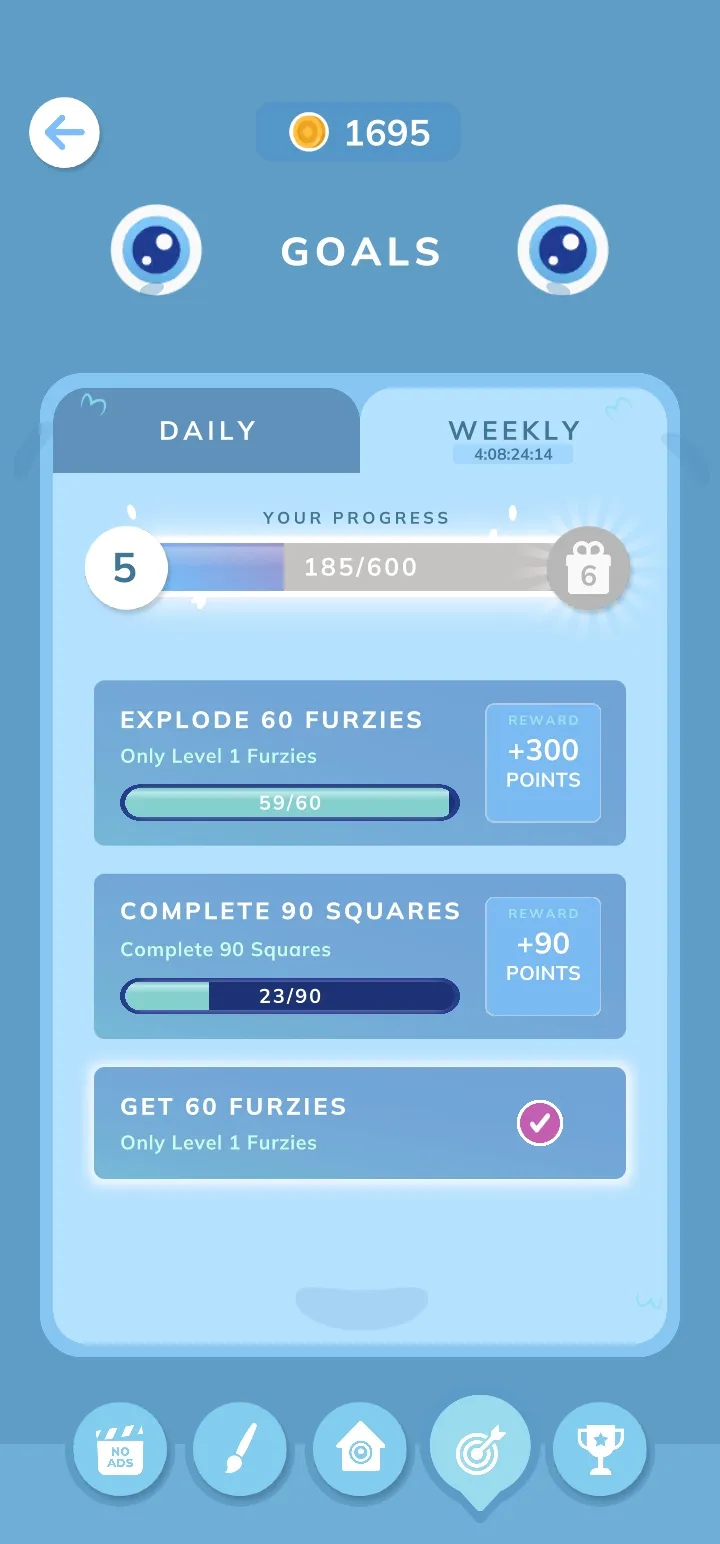 1695
GOALS
DAILY
WEEKLY
4:08:24:14
YOUR PROGRESS
5
185/600
6
EXPLODE 60 FURZIES
Only Level 1 Furzies
59/60
REWARD
+300
POINTS
COMPLETE 90 SQUARES
Complete 90 Squares
23/90
REWARD
+90
POINTS
GET 60 FURZIES
Only Level 1 Furzies
NO
ADS